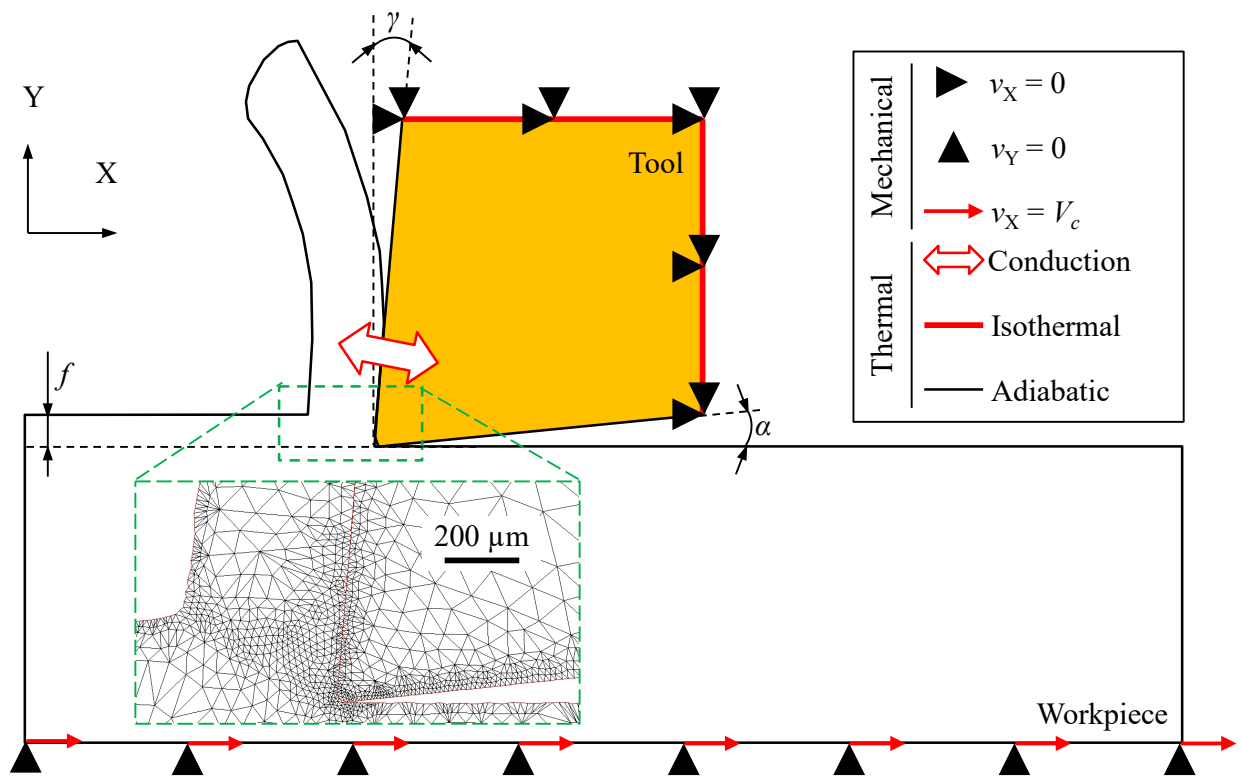 γ
Y
X
Tool
f
α
200 µm
Workpiece
Mechanical
vX = 0
vY = 0
vX = Vc
Thermal
Conduction
Isothermal
Adiabatic